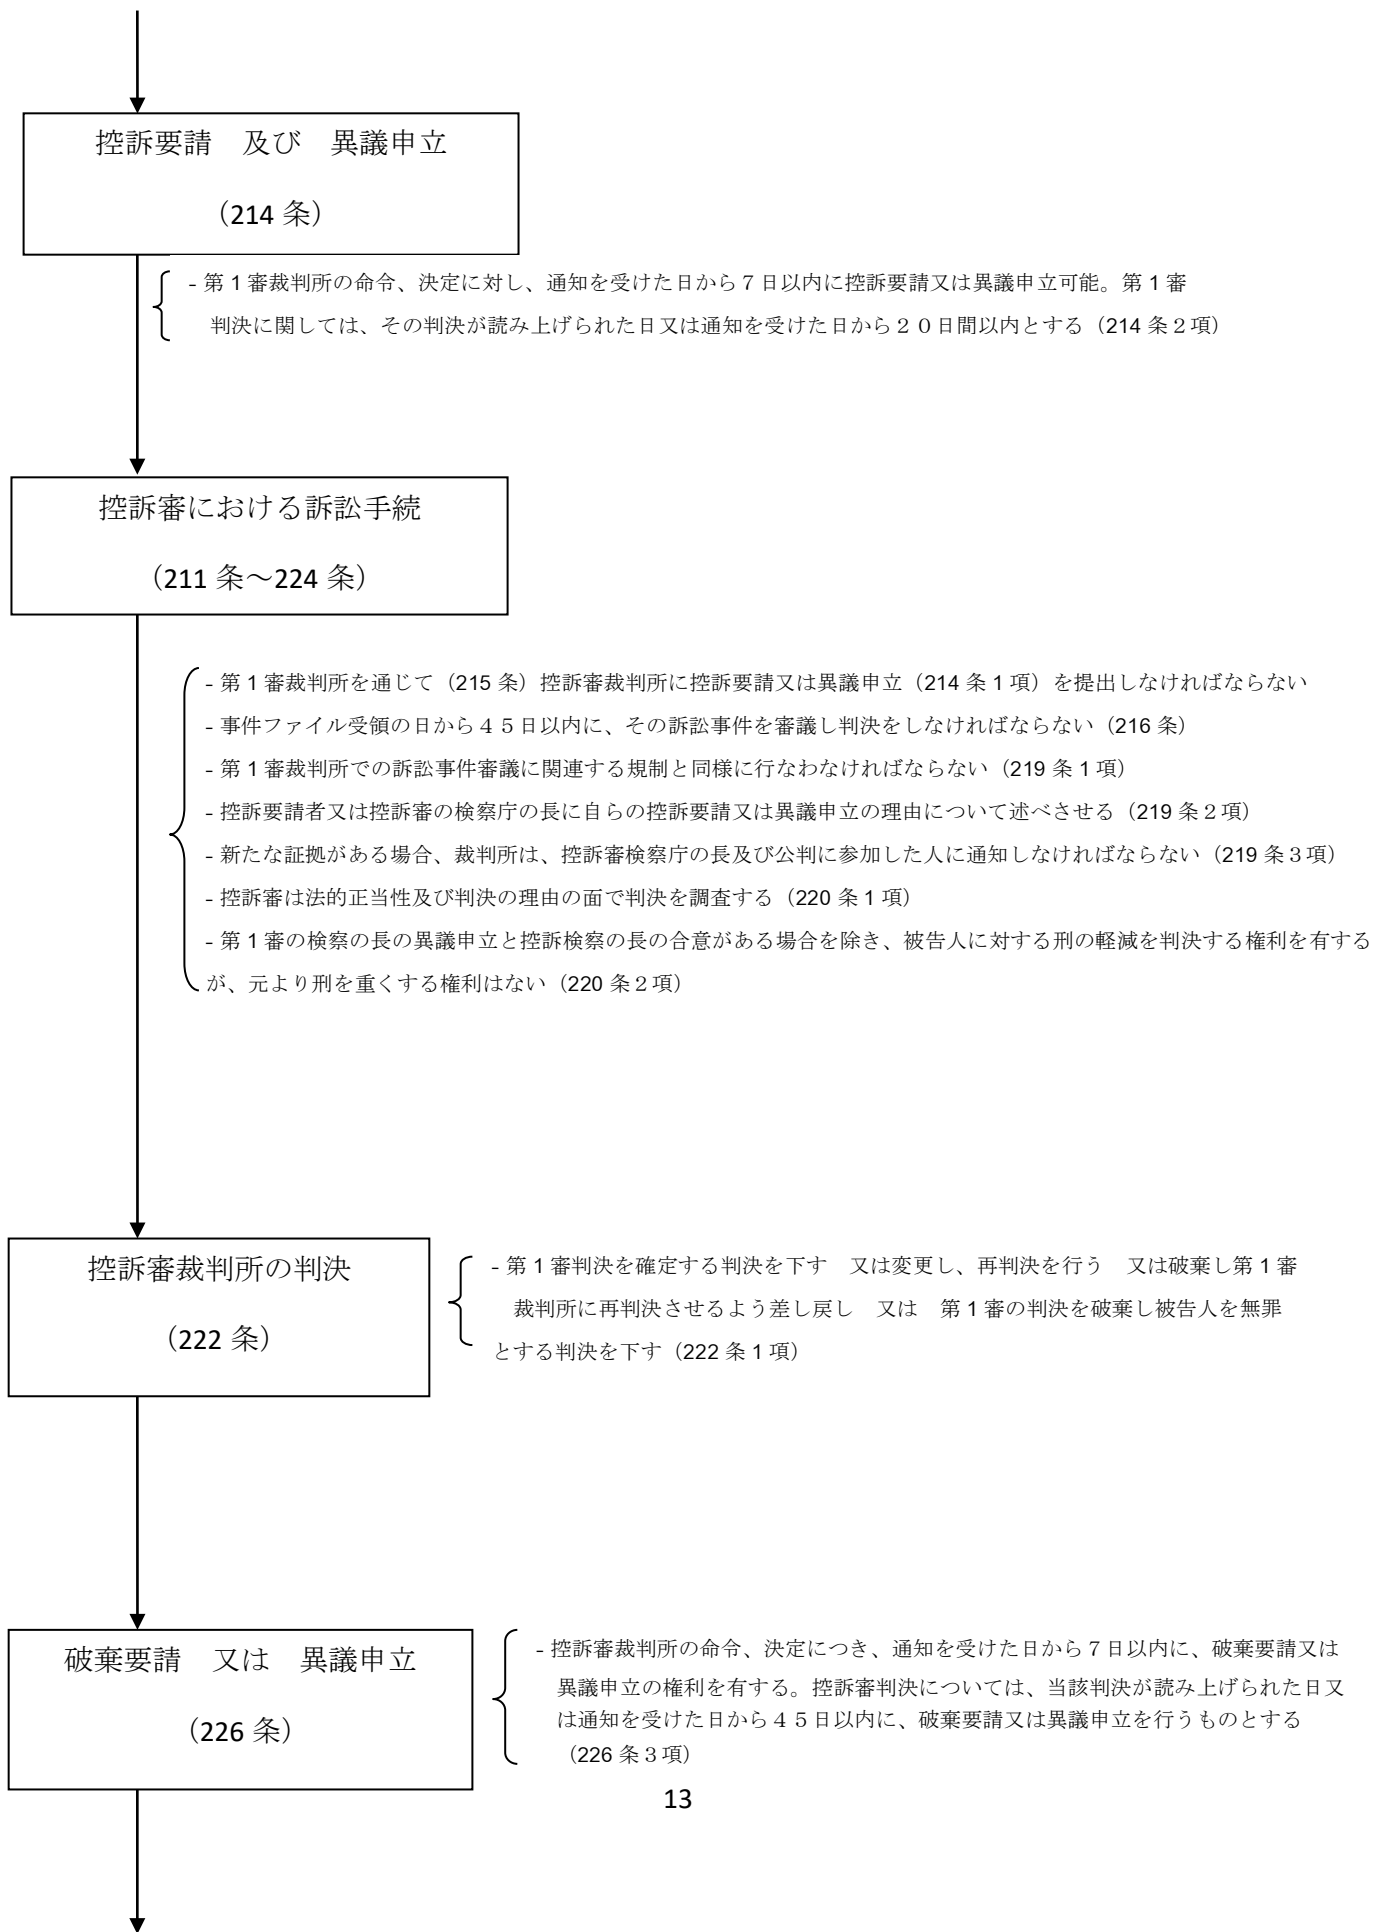 控訴要請　及び　異議申立
（214 条）
- 第 1 審裁判所の命令、決定に対し、通知を受けた日から７日以内に控訴要請又は異議申立可能。第 1 審
判決に関しては、その判決が読み上げられた日又は通知を受けた日から２０日間以内とする（214 条２項）
控訴審における訴訟手続
（211 条～224 条）
- 第 1 審裁判所を通じて（215 条）控訴審裁判所に控訴要請又は異議申立（214 条 1 項）を提出しなければならない
- 事件ファイル受領の日から４５日以内に、その訴訟事件を審議し判決をしなければならない（216 条）
- 第 1 審裁判所での訴訟事件審議に関連する規制と同様に行なわなければならない（219 条 1 項）
- 控訴要請者又は控訴審の検察庁の長に自らの控訴要請又は異議申立の理由について述べさせる（219 条２項）
- 新たな証拠がある場合、裁判所は、控訴審検察庁の長及び公判に参加した人に通知しなければならない（219 条３項）
- 控訴審は法的正当性及び判決の理由の面で判決を調査する（220 条 1 項）
- 第 1 審の検察の長の異議申立と控訴検察の長の合意がある場合を除き、被告人に対する刑の軽減を判決する権利を有する
が、元より刑を重くする権利はない（220 条２項）
控訴審裁判所の判決
（222 条）
- 第 1 審判決を確定する判決を下す　又は変更し、再判決を行う　又は破棄し第 1 審
裁判所に再判決させるよう差し戻し　又は　第 1 審の判決を破棄し被告人を無罪
とする判決を下す（222 条 1 項）
破棄要請　又は　異議申立
（226 条）
- 控訴審裁判所の命令、決定につき、通知を受けた日から７日以内に、破棄要請又は
異議申立の権利を有する。控訴審判決については、当該判決が読み上げられた日又
は通知を受けた日から４５日以内に、破棄要請又は異議申立を行うものとする
（226 条３項）
13